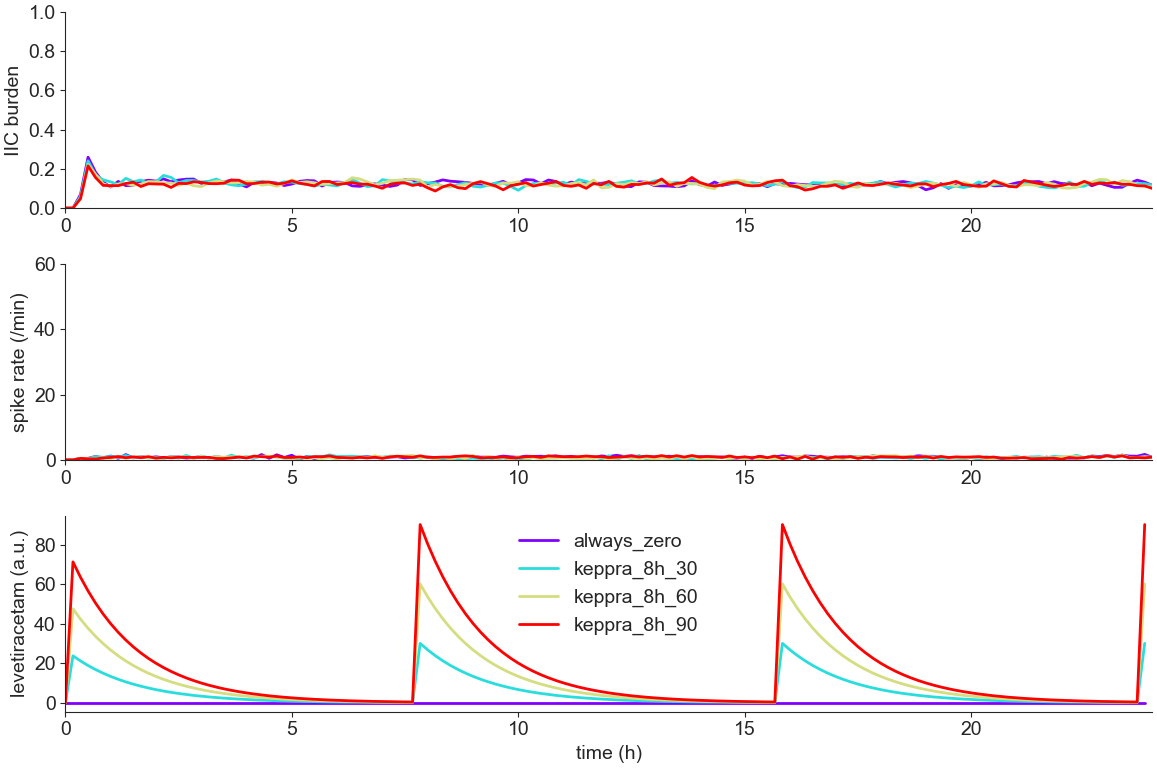 1.0
0.8
0.6
0.4
0.2
0.0
IIC burden
0 5 10 15 20
60
40
20
0
spike rate (/min)
0 5 10 15 20
80
60
40
20
0
levetiracetam (a.u.)
always_zero
keppra_8h_30
keppra_8h_60
keppra_8h_90
0 5 10 15 20
time (h)